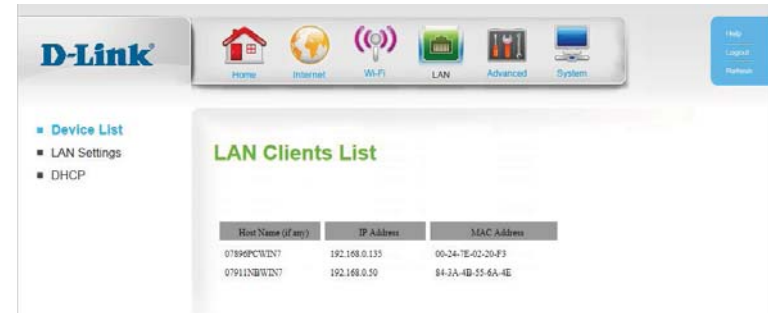 D-Link
Home Internet Wi-Fi LAN Advanced System
Help
Logout
Refresh
Device List
LAN Settings
DHCP
LAN Clients List
Host Name (if any) IP Address MAC Address
07896PCWIN7 192.168.0.135 00-24-7E-02-20-F3
07911NBWIN7 192.168.0.50 84-3A-4B-55-6A-4E